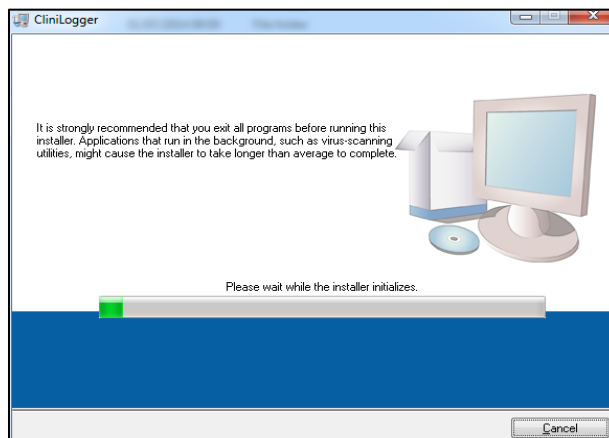 CliniLogger
It is strongly recommended that you exit all programs before running this
installer. Applications that run in the background, such as virus-scanning
utilities, might cause the installer to take longer than average to complete.
Please wait while the installer initializes.
Cancel